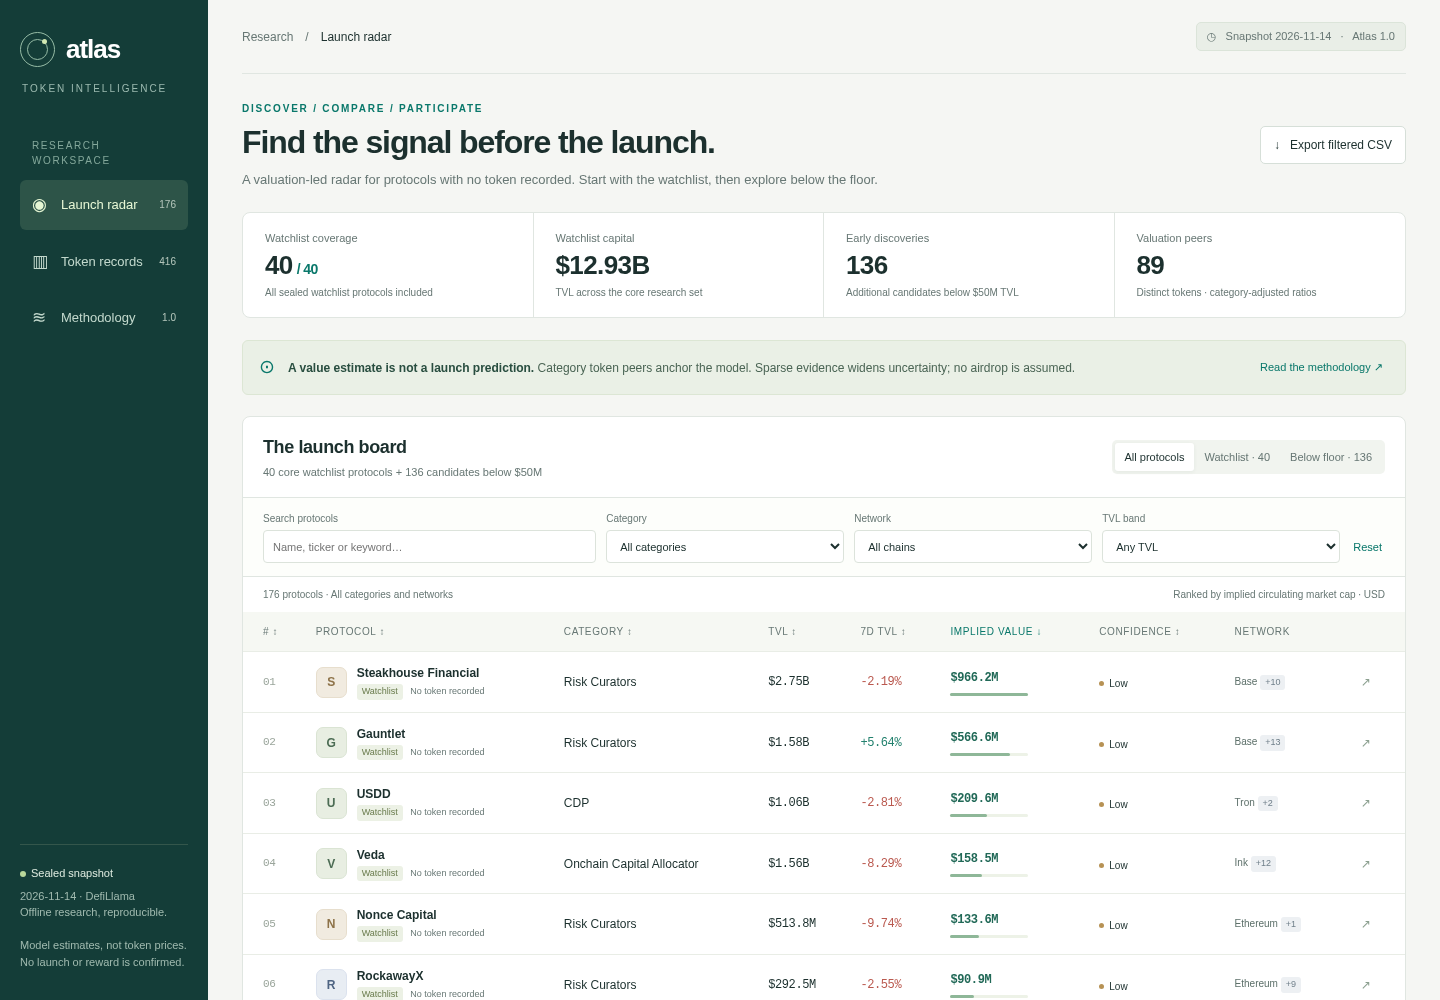 atlas
TOKEN INTELLIGENCE
RESEARCH
WORKSPACE
Launch radar 176
Token records 416
Methodology 1.0
Sealed snapshot
2026-11-14 · DefiLlama
Offline research, reproducible.
Model estimates, not token prices.
No launch or reward is confirmed.
Research / Launch radar
Snapshot 2026-11-14 · Atlas 1.0
DISCOVER / COMPARE / PARTICIPATE
Find the signal before the launch.
↓ Export filtered CSV
A valuation-led radar for protocols with no token recorded. Start with the watchlist, then explore below the floor.
Watchlist coverage
40 / 40
All sealed watchlist protocols included
Watchlist capital
$12.93B
TVL across the core research set
Early discoveries
136
Additional candidates below $50M TVL
Valuation peers
89
Distinct tokens · category-adjusted ratios
A value estimate is not a launch prediction. Category token peers anchor the model. Sparse evidence widens uncertainty; no airdrop is assumed.
Read the methodology ↗
The launch board
40 core watchlist protocols + 136 candidates below $50M
All protocols Watchlist · 40 Below floor · 136
Search protocols Category Network TVL band
Name, ticker or keyword… All categories All chains Any TVL Reset
176 protocols · All categories and networks Ranked by implied circulating market cap · USD
# ↕ PROTOCOL ↕ CATEGORY ↕ TVL ↕ 7D TVL ↕ IMPLIED VALUE ↓ CONFIDENCE ↕ NETWORK
01 S Steakhouse Financial Risk Curators $2.75B -2.19% $966.2M Low Base +10 ↗
Watchlist No token recorded
02 G Gauntlet Risk Curators $1.58B +5.64% $566.6M Low Base +13 ↗
Watchlist No token recorded
03 U USDD CDP $1.06B -2.81% $209.6M Low Tron +2 ↗
Watchlist No token recorded
04 V Veda Onchain Capital Allocator $1.56B -8.29% $158.5M Low Ink +12 ↗
Watchlist No token recorded
05 N Nonce Capital Risk Curators $513.8M -9.74% $133.6M Low Ethereum +1 ↗
Watchlist No token recorded
06 R RockawayX Risk Curators $292.5M -2.55% $90.9M Low Ethereum +9 ↗
Watchlist No token recorded